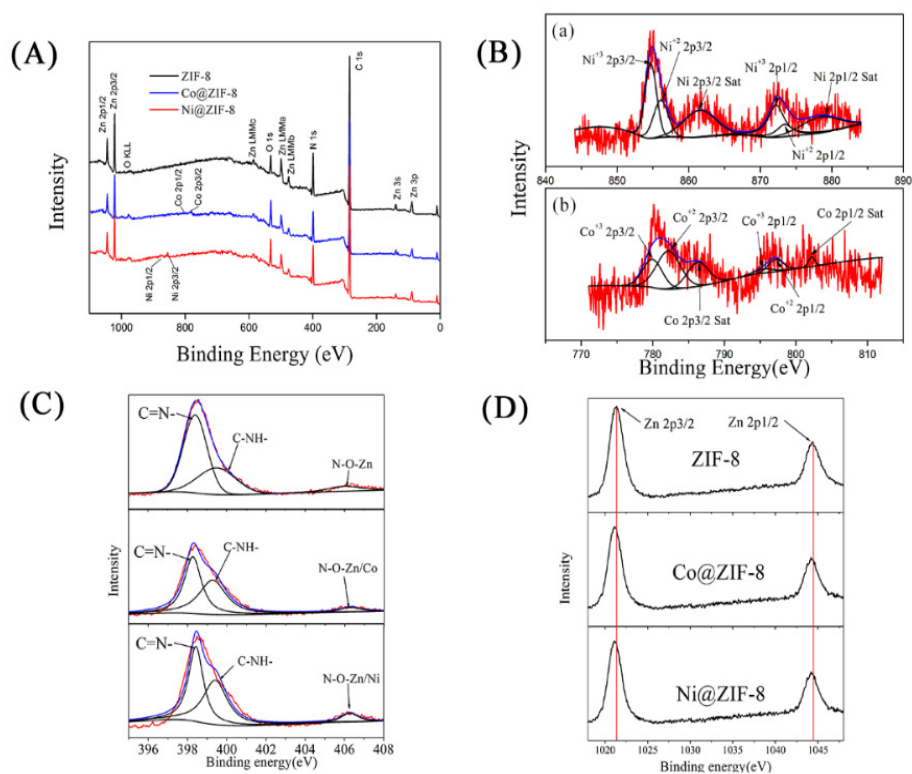 (A)
ZIF-8
Co@ZIF-8
Ni@ZIF-8
Zn 2p1/2
Zn 2p3/2
O KLL
Co 2p1/2
Co 2p3/2
Ni 2p1/2
Ni 2p3/2
Zn LMMc
O 1s
Zn LMMa
Zn LMMb
N 1s
C 1s
Zn 3s
Zn 3p
Intensity
1000 800 600 400 200 0
Binding Energy (eV)
(B)
(a)
Ni+3 2p3/2
Ni+2 2p3/2
Ni 2p3/2 Sat
Ni+3 2p1/2
Ni 2p1/2 Sat
Ni+2 2p1/2
840 850 860 870 880 890
(b)
Co+3 2p3/2
Co+2 2p3/2
Co+3 2p1/2
Co 2p1/2 Sat
Co 2p3/2 Sat
Co+2 2p1/2
Intensity
770 780 790 800 810
Binding Energy(eV)
(C)
C=N-
C-NH-
N-O-Zn
C=N-
C-NH-
N-O-Zn/Co
C=N-
C-NH-
N-O-Zn/Ni
Intensity
396 398 400 402 404 406 408
Binding energy(eV)
(D)
Zn 2p3/2
Zn 2p1/2
ZIF-8
Co@ZIF-8
Ni@ZIF-8
Intensity
1020 1025 1030 1035 1040 1045
Binding energy(eV)